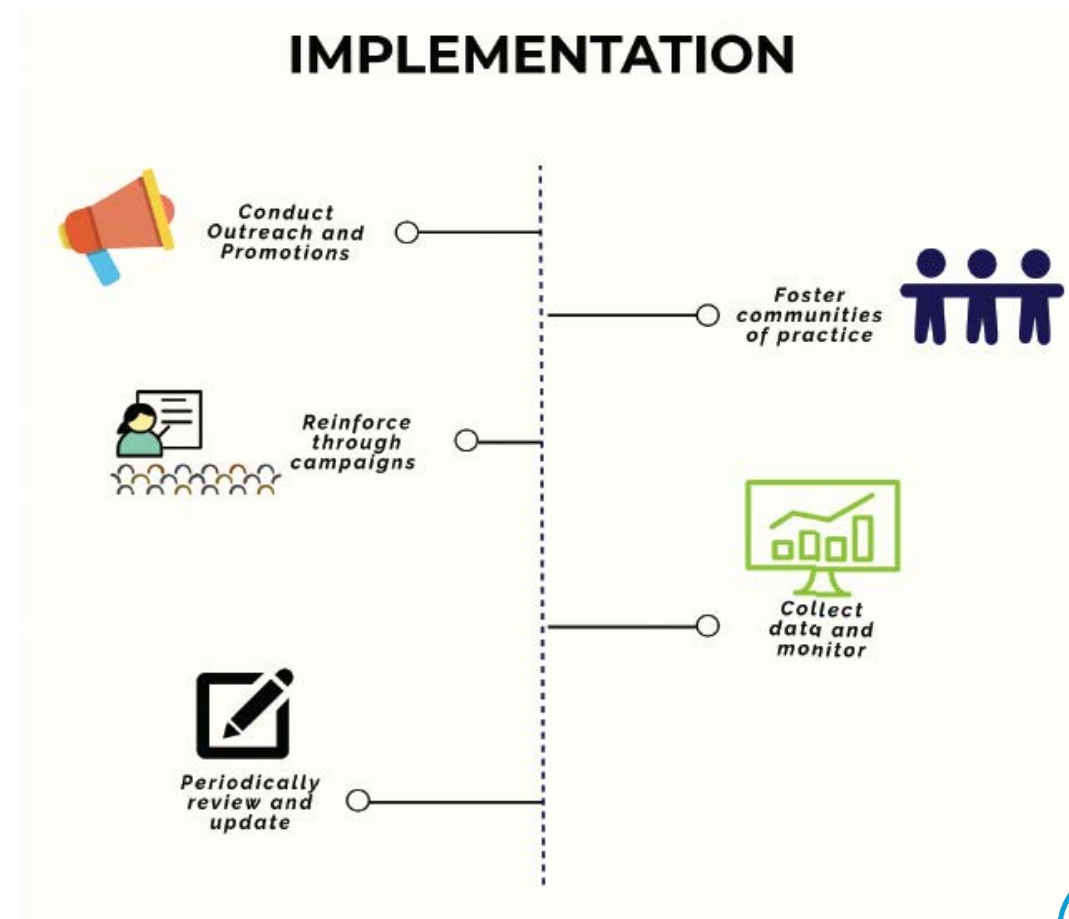 IMPLEMENTATION
Conduct
Outreach and
Promotions
Foster
communities
of practice
Reinforce
through
campaigns
Collect
data and
monitor
Periodically
review and
update